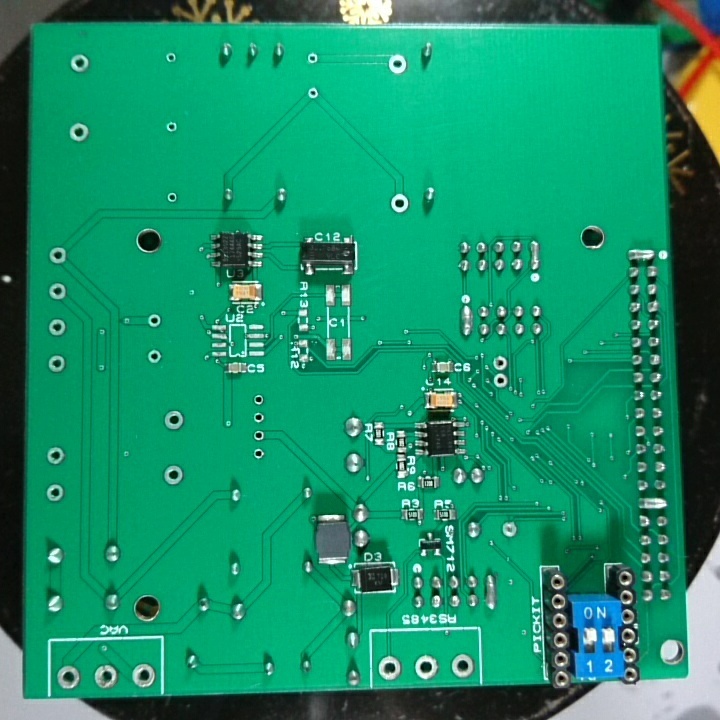 C12
U3
C2
R13
C1
U2
R12
C5
C6
C14
R7
R8
R9
R6
R3
R5
SM712
D3
VAC
RS3485
PICKIT
ON
1 2